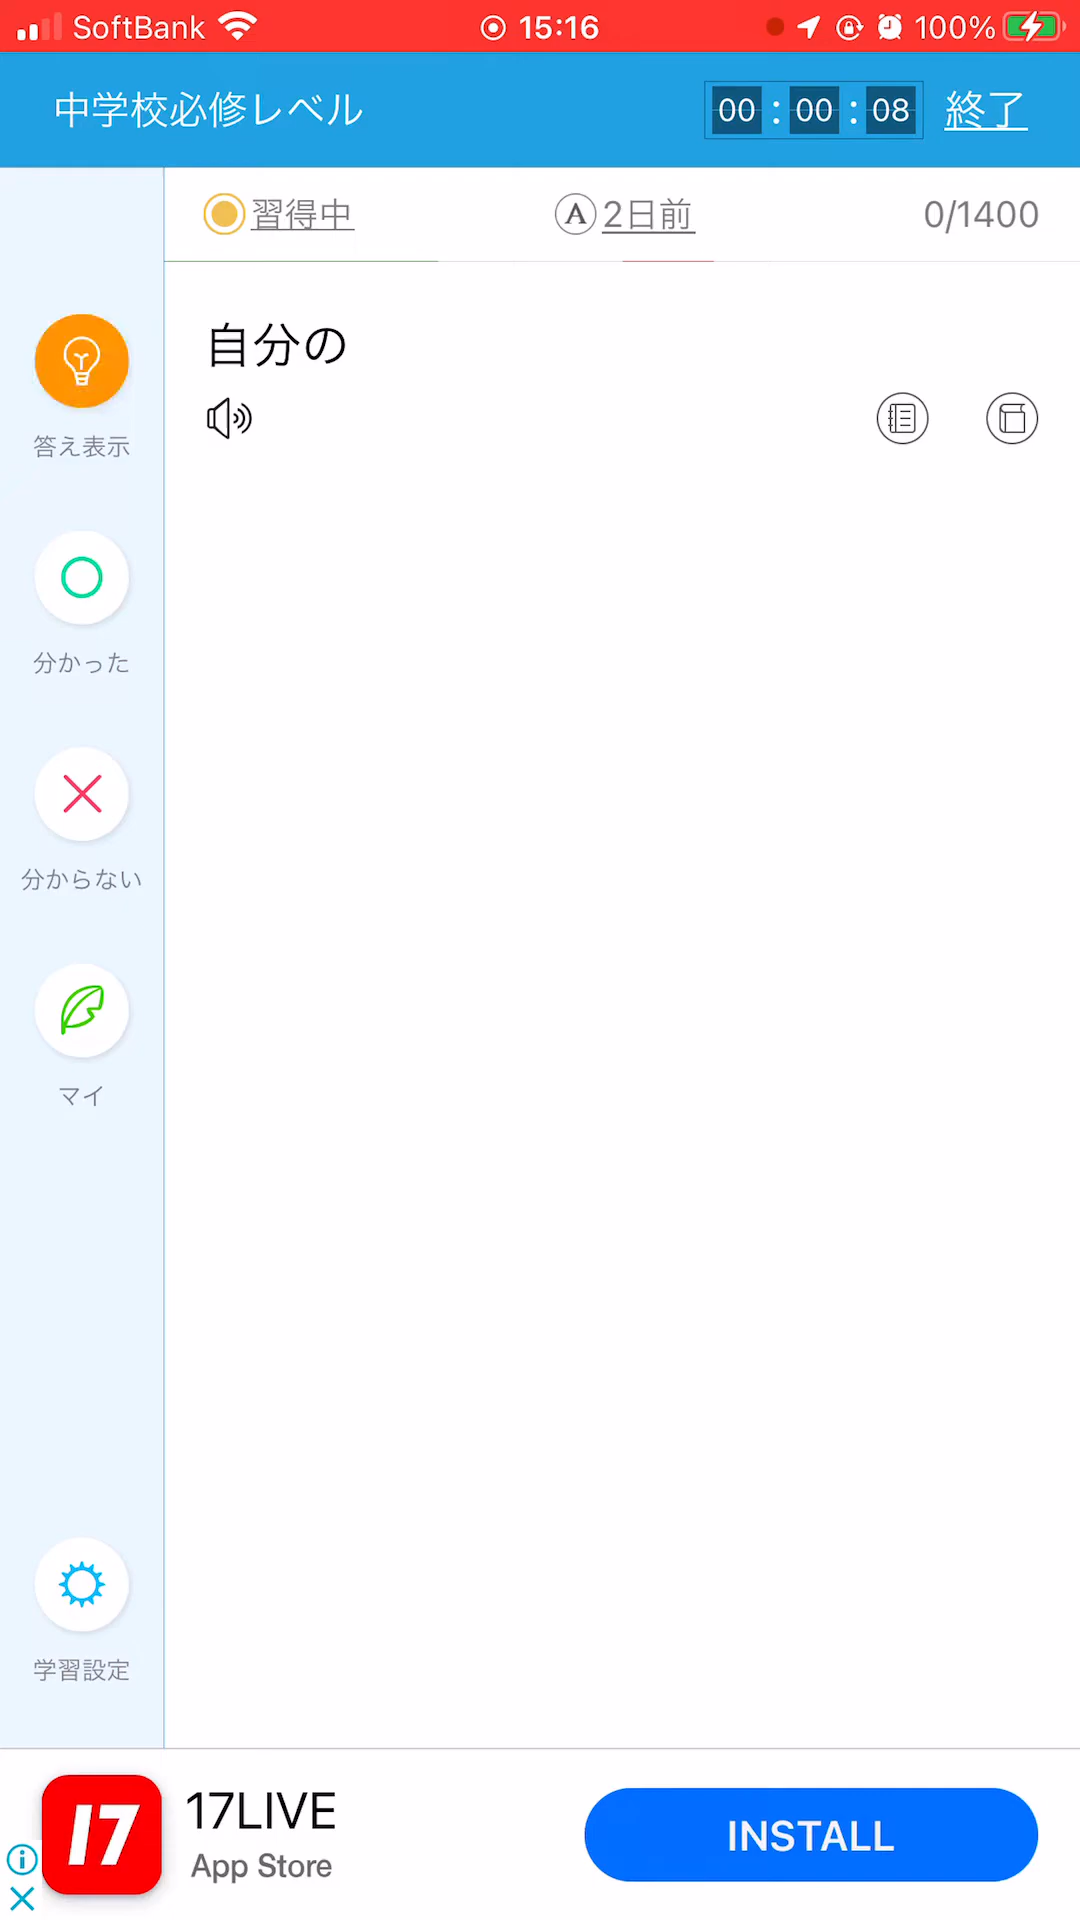 SoftBank 15:16 100%
中学校必修レベル 00:00:08 終了
習得中 A 2日前 0/1400
自分の
答え表示
分かった
分からない
マイ
学習設定
17 17LIVE
App Store
INSTALL